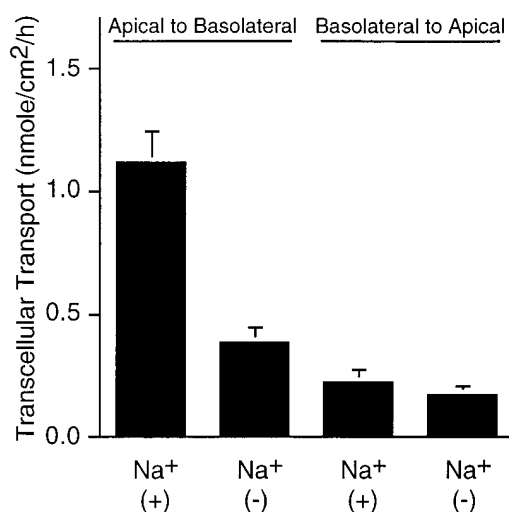 Apical to Basolateral Basolateral to Apical
Transcellular Transport (nmole/cm²/h)
1.5
1.0
0.5
0.0
Na⁺ Na⁺ Na⁺ Na⁺
(+) (-) (+) (-)